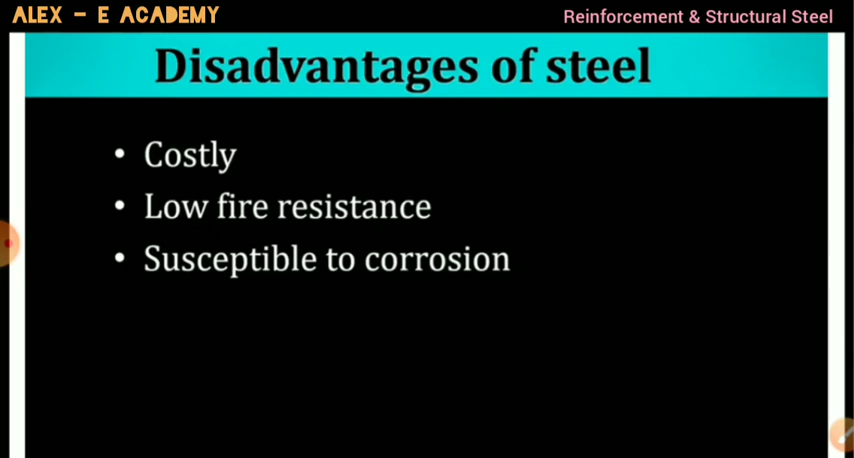 ALEX - E ACADEMY
Reinforcement & Structural Steel
Disadvantages of steel
• Costly
• Low fire resistance
• Susceptible to corrosion